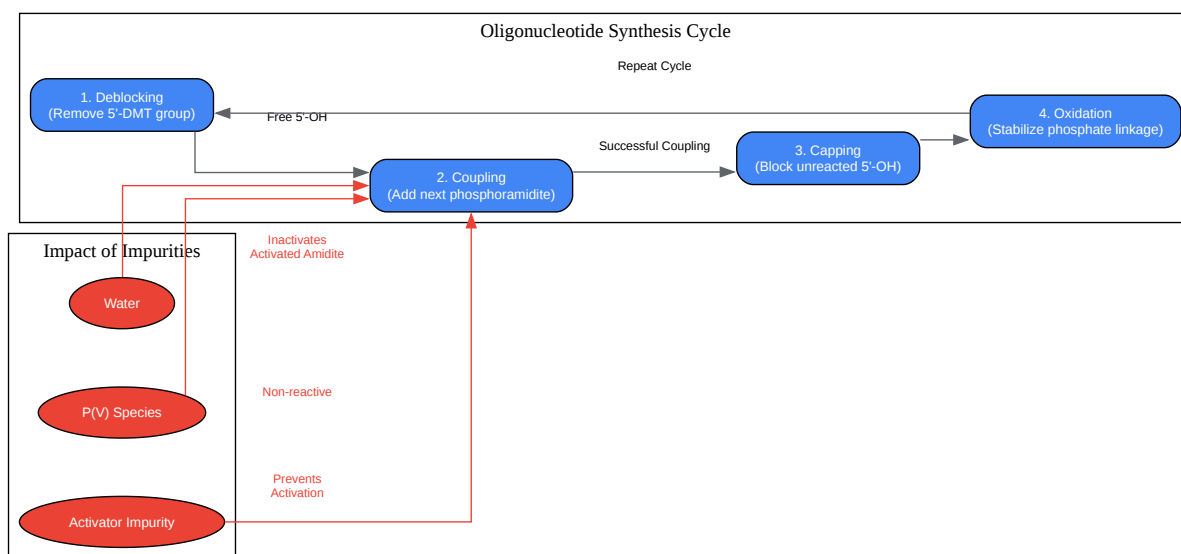 Oligonucleotide Synthesis Cycle
Repeat Cycle
1. Deblocking
(Remove 5'-DMT group)
Free 5'-OH
4. Oxidation
(Stabilize phosphate linkage)
Successful Coupling
3. Capping
(Block unreacted 5'-OH)
2. Coupling
(Add next phosphoramidite)
Impact of Impurities
Inactivates
Activated Amidite
Water
Non-reactive
P(V) Species
Prevents
Activation
Activator Impurity